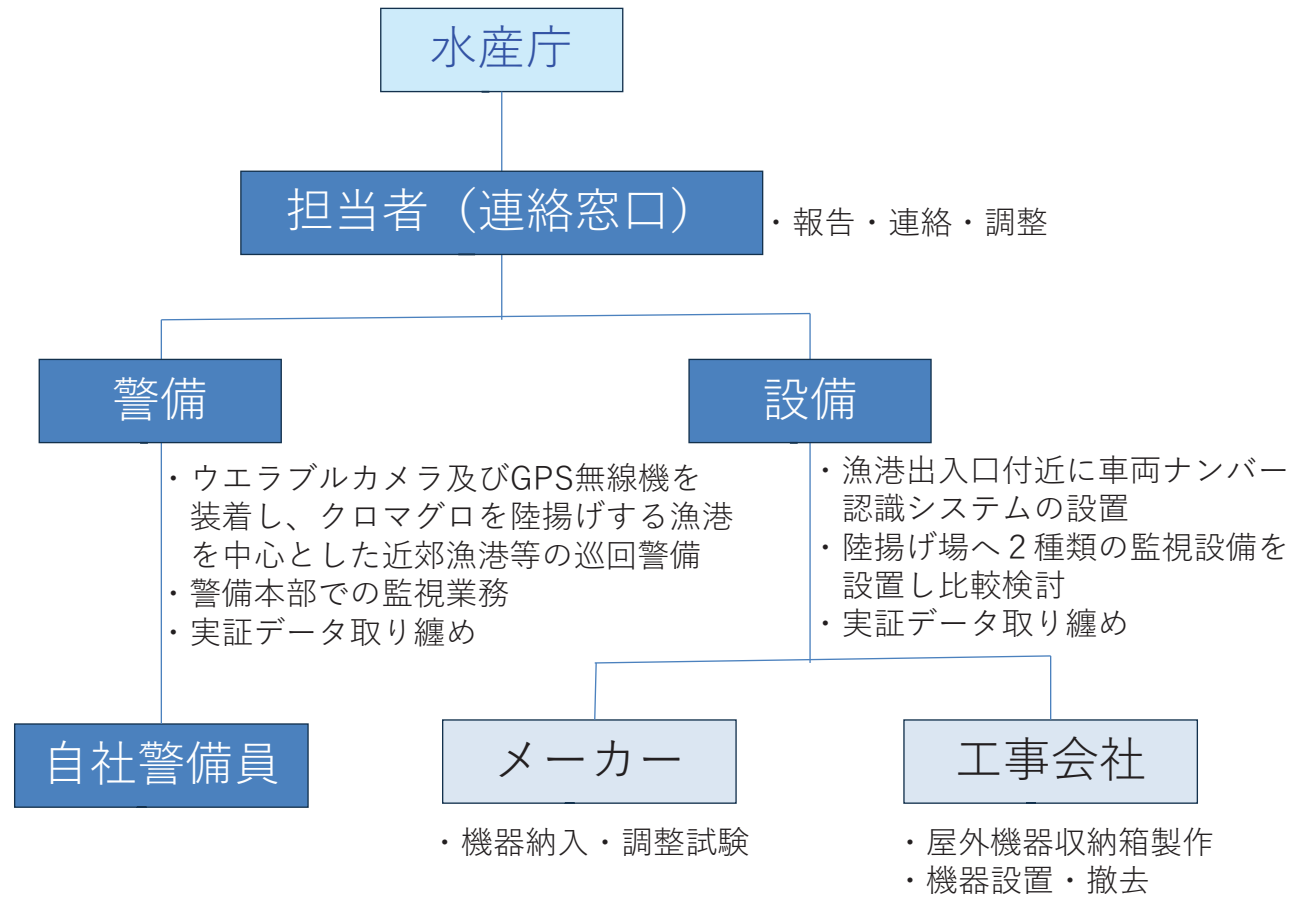 水産庁
担当者（連絡窓口）
・報告・連絡・調整
警備
設備
・ウエラブルカメラ及びGPS無線機を
装着し、クロマグロを陸揚げする漁港
を中心とした近郊漁港等の巡回警備
・警備本部での監視業務
・実証データ取り纏め
・漁港出入口付近に車両ナンバー
認識システムの設置
・陸揚げ場へ２種類の監視設備を
設置し比較検討
・実証データ取り纏め
自社警備員
メーカー
工事会社
・機器納入・調整試験
・屋外機器収納箱製作
・機器設置・撤去